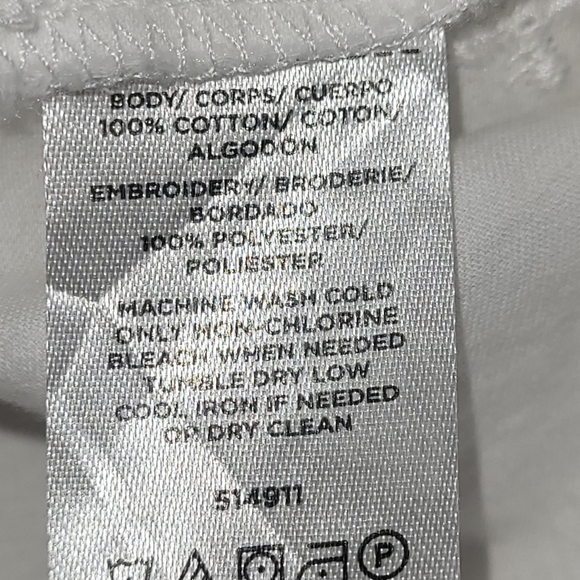 BODY/ CORPS/ CUERPO
100% COTTON/ COTON/
ALGODON
EMBROIDERY/ BRODERIE/
BORDADO
100% POLYESTER/
POLIESTER
MACHINE WASH COLD
ONLY NON-CHLORINE
BLEACH WHEN NEEDED
TUMBLE DRY LOW
COOL IRON IF NEEDED
OR DRY CLEAN
514911
P